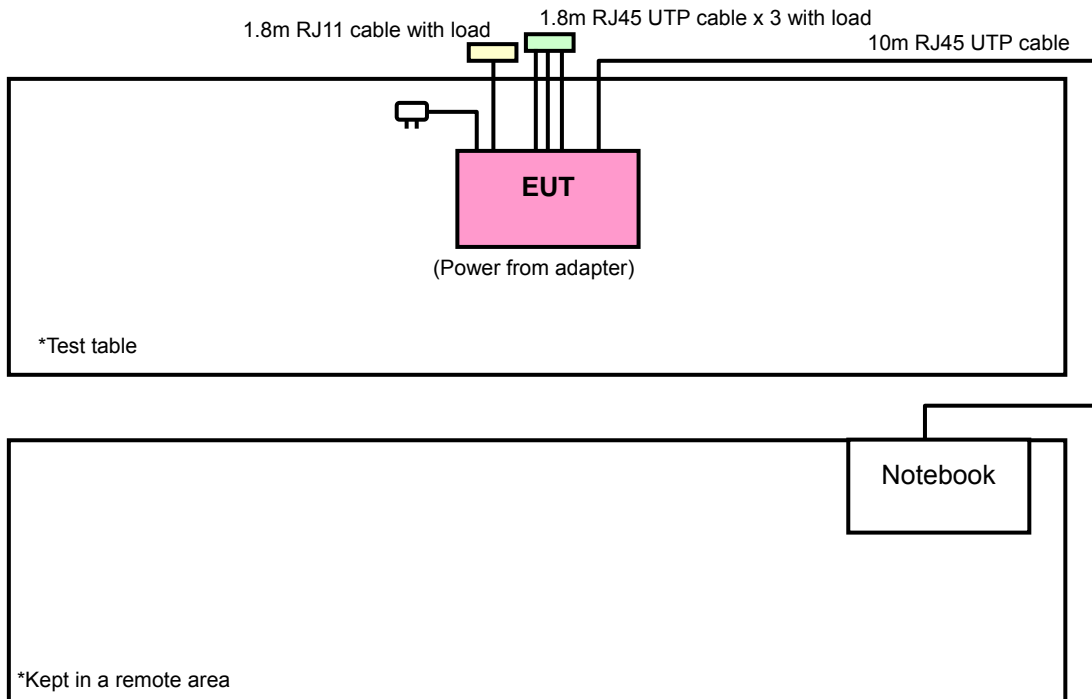 1.8m RJ45 UTP cable x 3 with load
1.8m RJ11 cable with load
10m RJ45 UTP cable
EUT
(Power from adapter)
*Test table
Notebook
*Kept in a remote area